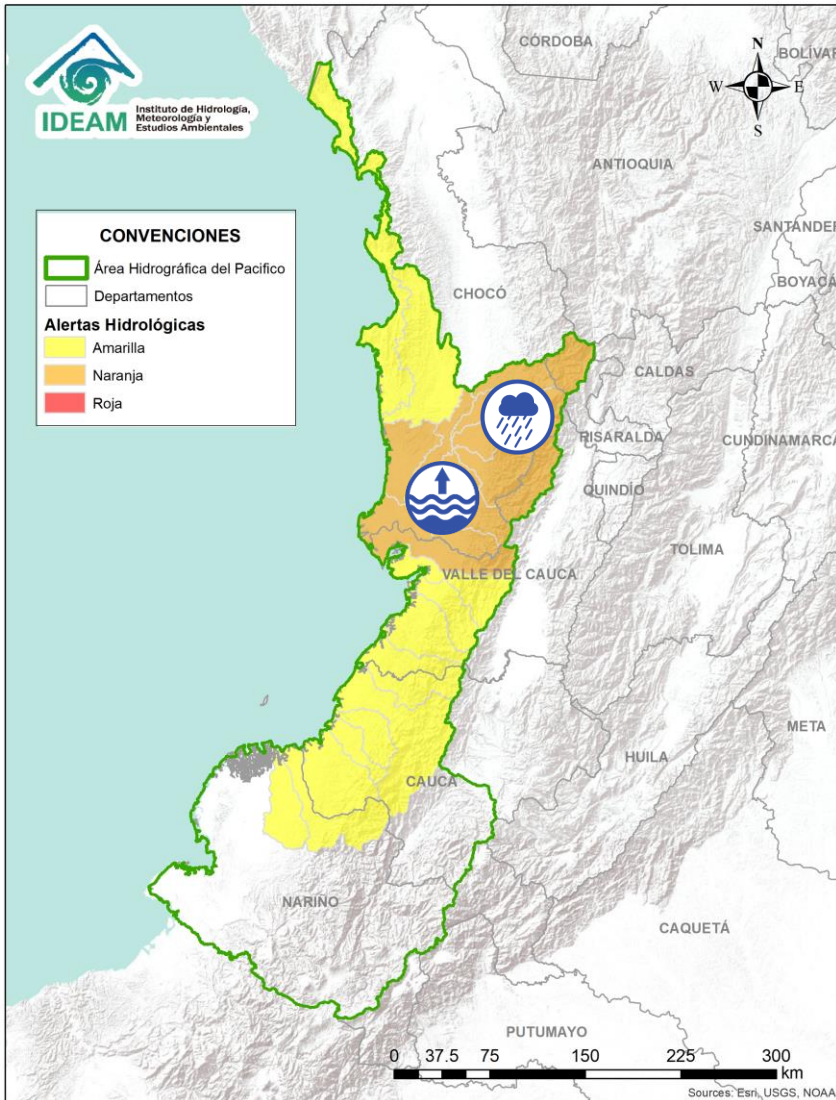 IDEAM
Instituto de Hidrología,
Meteorología y
Estudios Ambientales
N
W E
S
CÓRDOBA
BOLÍVAR
ANTIOQUIA
SANTANDER
BOYACÁ
CHOCÓ
CONVENCIONES
Área Hidrográfica del Pacifico
Departamentos
Alertas Hidrológicas
Amarilla
Naranja
Roja
CALDAS
RISARALDA
CUNDINAMARCA
QUINDÍO
TOLIMA
VALLE DEL CAUCA
META
HUILA
CAUCA
NARIÑO
CAQUETÁ
PUTUMAYO
0 37.5 75 150 225 300
km
Sources: Esri, USGS, NOAA